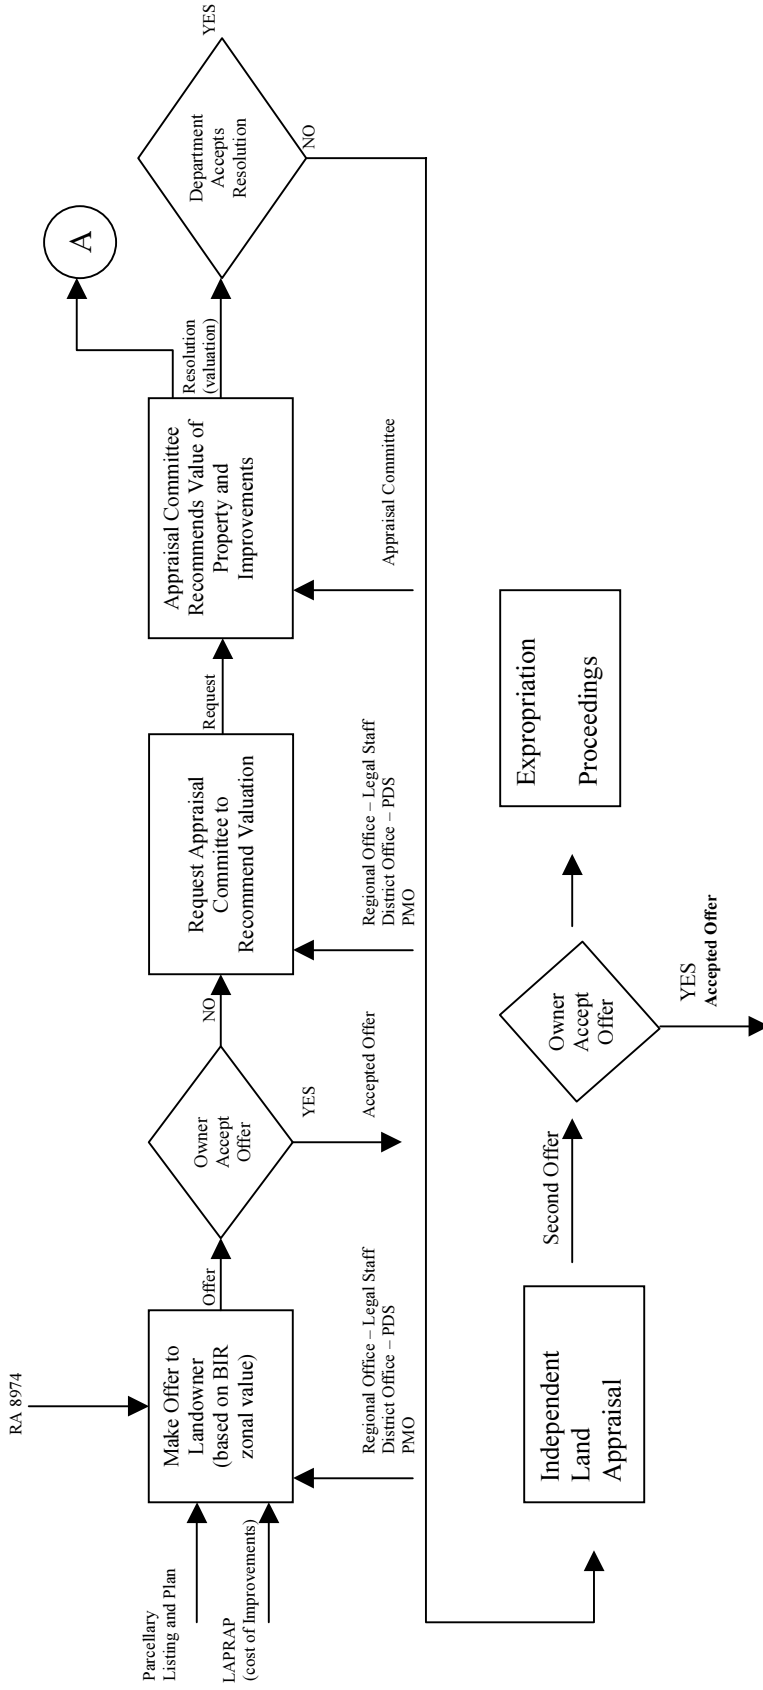 RA 8974
Parcellary
Listing and Plan
LAPRAP
(cost of Improvements)
Make Offer to
Landowner
(based on BIR
zonal value)
Regional Office – Legal Staff
District Office – PDS
PMO
Offer
Owner
Accept
Offer
YES
Accepted Offer
NO
Request Appraisal
Committee to
Recommend Valuation
Regional Office – Legal Staff
District Office – PDS
PMO
Request
Appraisal Committee
Recommends Value of
Property and
Improvements
Appraisal Committee
Resolution
(valuation)
A
Department
Accepts
Resolution
YES
NO
Independent
Land
Appraisal
Second Offer
Owner
Accept
Offer
YES
Accepted Offer
Expropriation
Proceedings